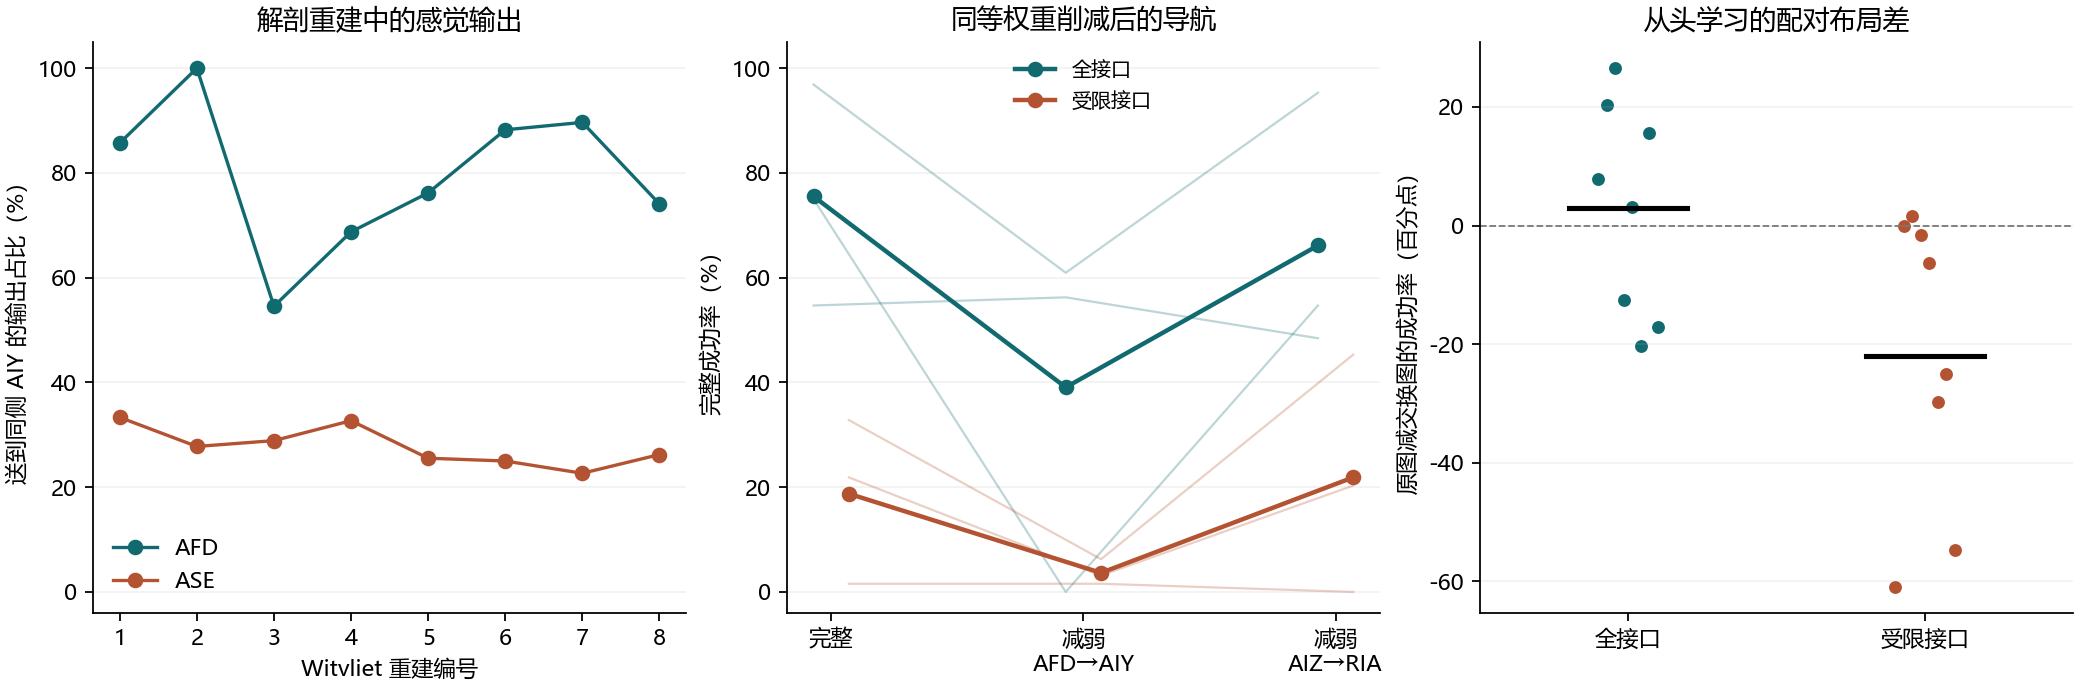 解剖重建中的感觉输出
送到同侧 AIY 的输出占比（%）
100
80
60
40
20
0
AFD
ASE
1 2 3 4 5 6 7 8
Witvliet 重建编号
同等权重削减后的导航
完整成功率（%）
100
80
60
40
20
0
全接口
受限接口
完整
减弱
AFD→AIY
减弱
AIZ→RIA
从头学习的配对布局差
原图减交换图的成功率（百分点）
20
0
-20
-40
-60
全接口
受限接口